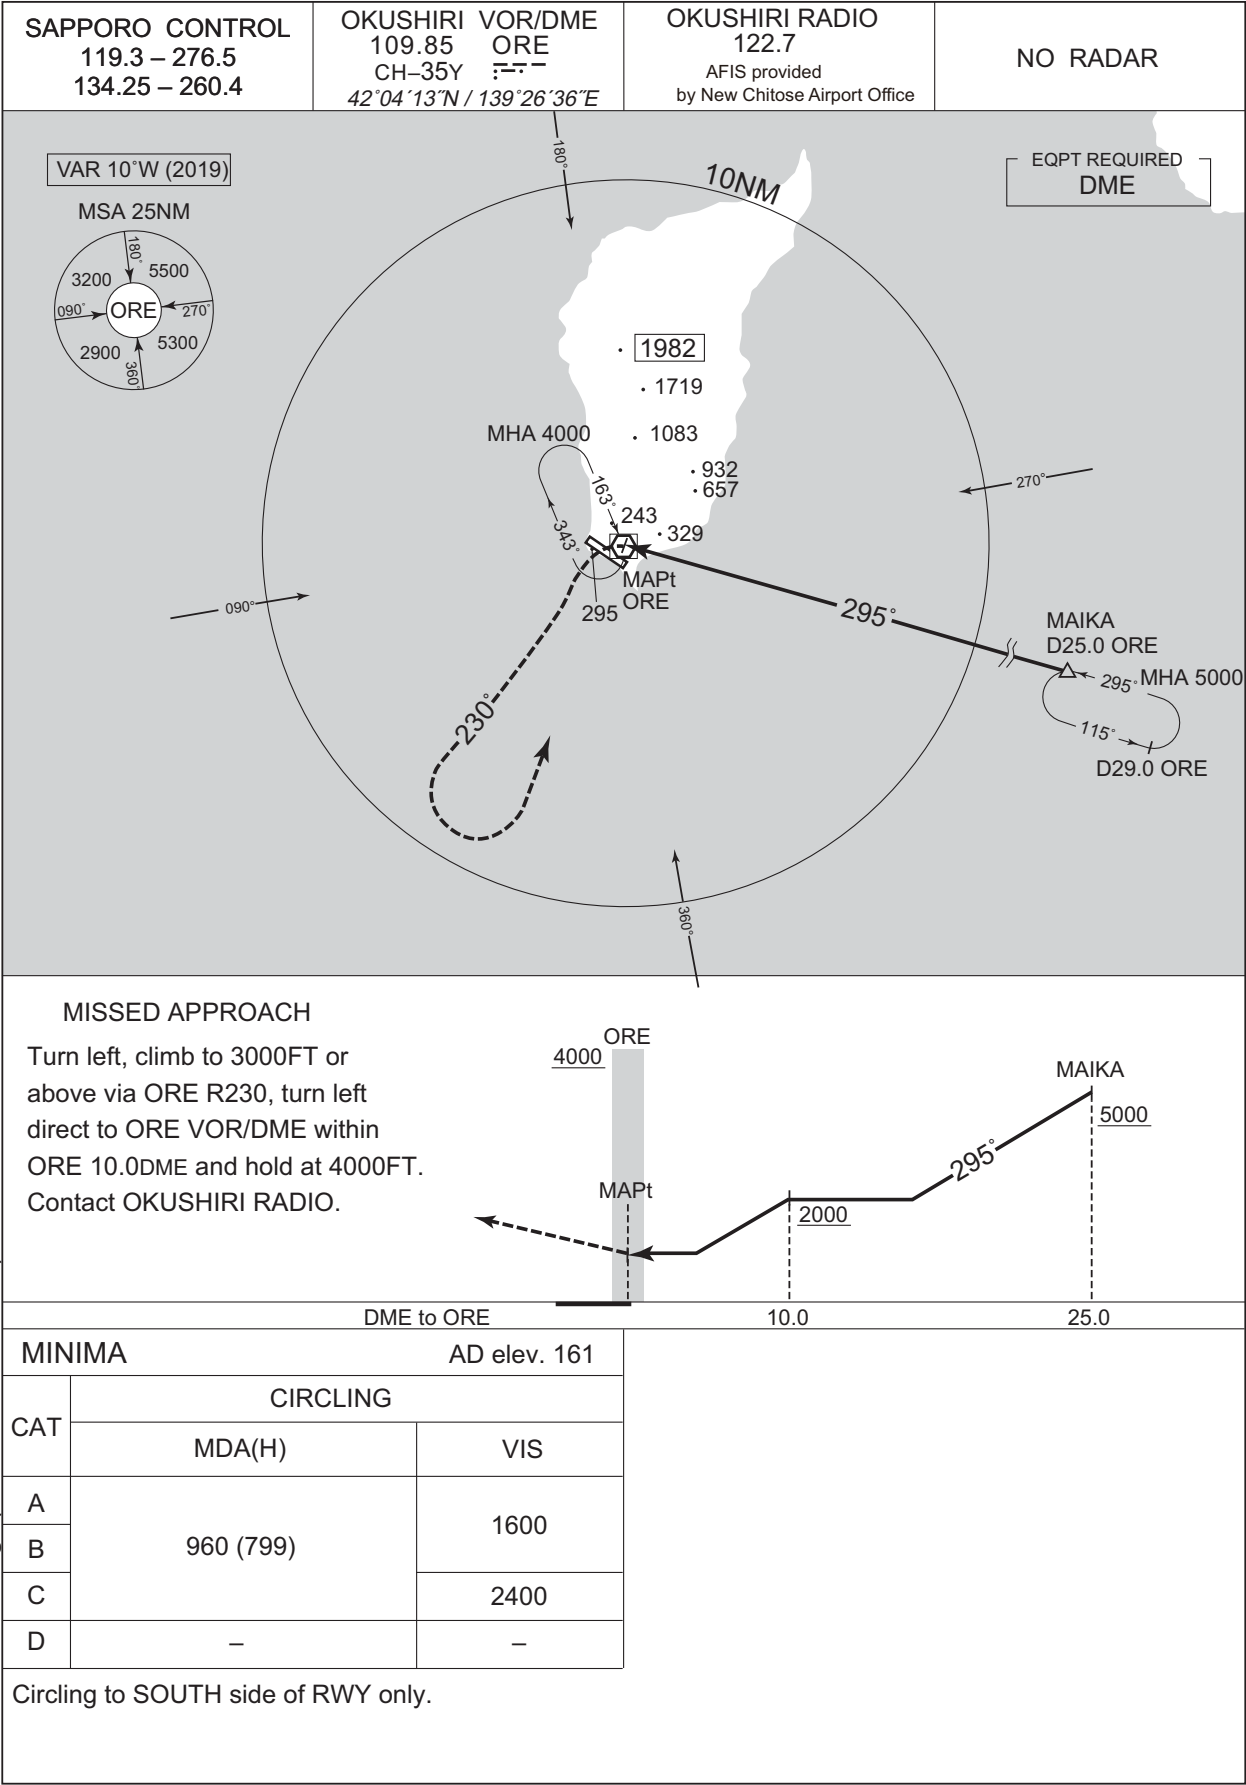 SAPPORO CONTROL
119.3 – 276.5
134.25 – 260.4
OKUSHIRI VOR/DME
109.85 ORE
CH–35Y
42˚04´13˝N / 139˚26´36˝E
OKUSHIRI RADIO
122.7
AFIS provided
by New Chitose Airport Office
NO RADAR
VAR 10˚W (2019)
MSA 25NM
180˚
3200
5500
090˚
ORE
270˚
2900
5300
360˚
180˚
10NM
EQPT REQUIRED
DME
1982
1719
1083
932
657
MHA 4000
163˚
343˚
243
329
270˚
MAPt
ORE
295
090˚
295˚
MAIKA
D25.0 ORE
295˚
MHA 5000
115˚
D29.0 ORE
230˚
360˚
MISSED APPROACH
Turn left, climb to 3000FT or
above via ORE R230, turn left
direct to ORE VOR/DME within
ORE 10.0DME and hold at 4000FT.
Contact OKUSHIRI RADIO.
ORE
4000
MAPt
MAIKA
5000
295˚
2000
DME to ORE
10.0
25.0
MINIMA
AD elev. 161
CAT
CIRCLING
MDA(H)
VIS
A
B
960 (799)
1600
C
2400
D
–
–
Circling to SOUTH side of RWY only.